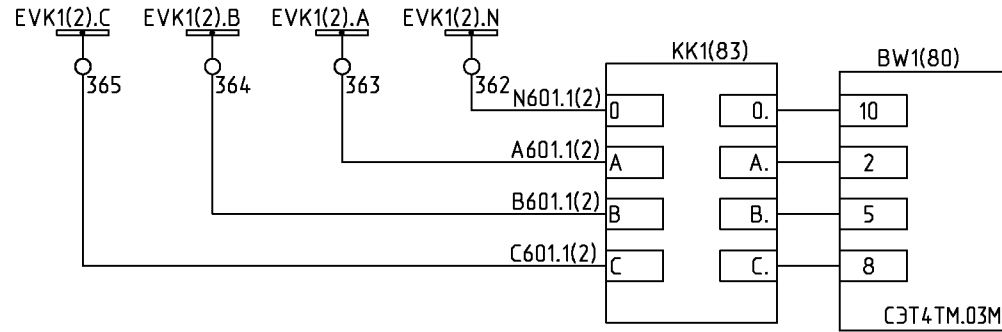 EVK1(2).C EVK1(2).B EVK1(2).A EVK1(2).N
KK1(83)
BW1(80)
365 364 363 362
N601.1(2) 0 0. 10
A601.1(2) A A. 2
B601.1(2) B B. 5
C601.1(2) C C. 8
СЭТ4ТМ.03М